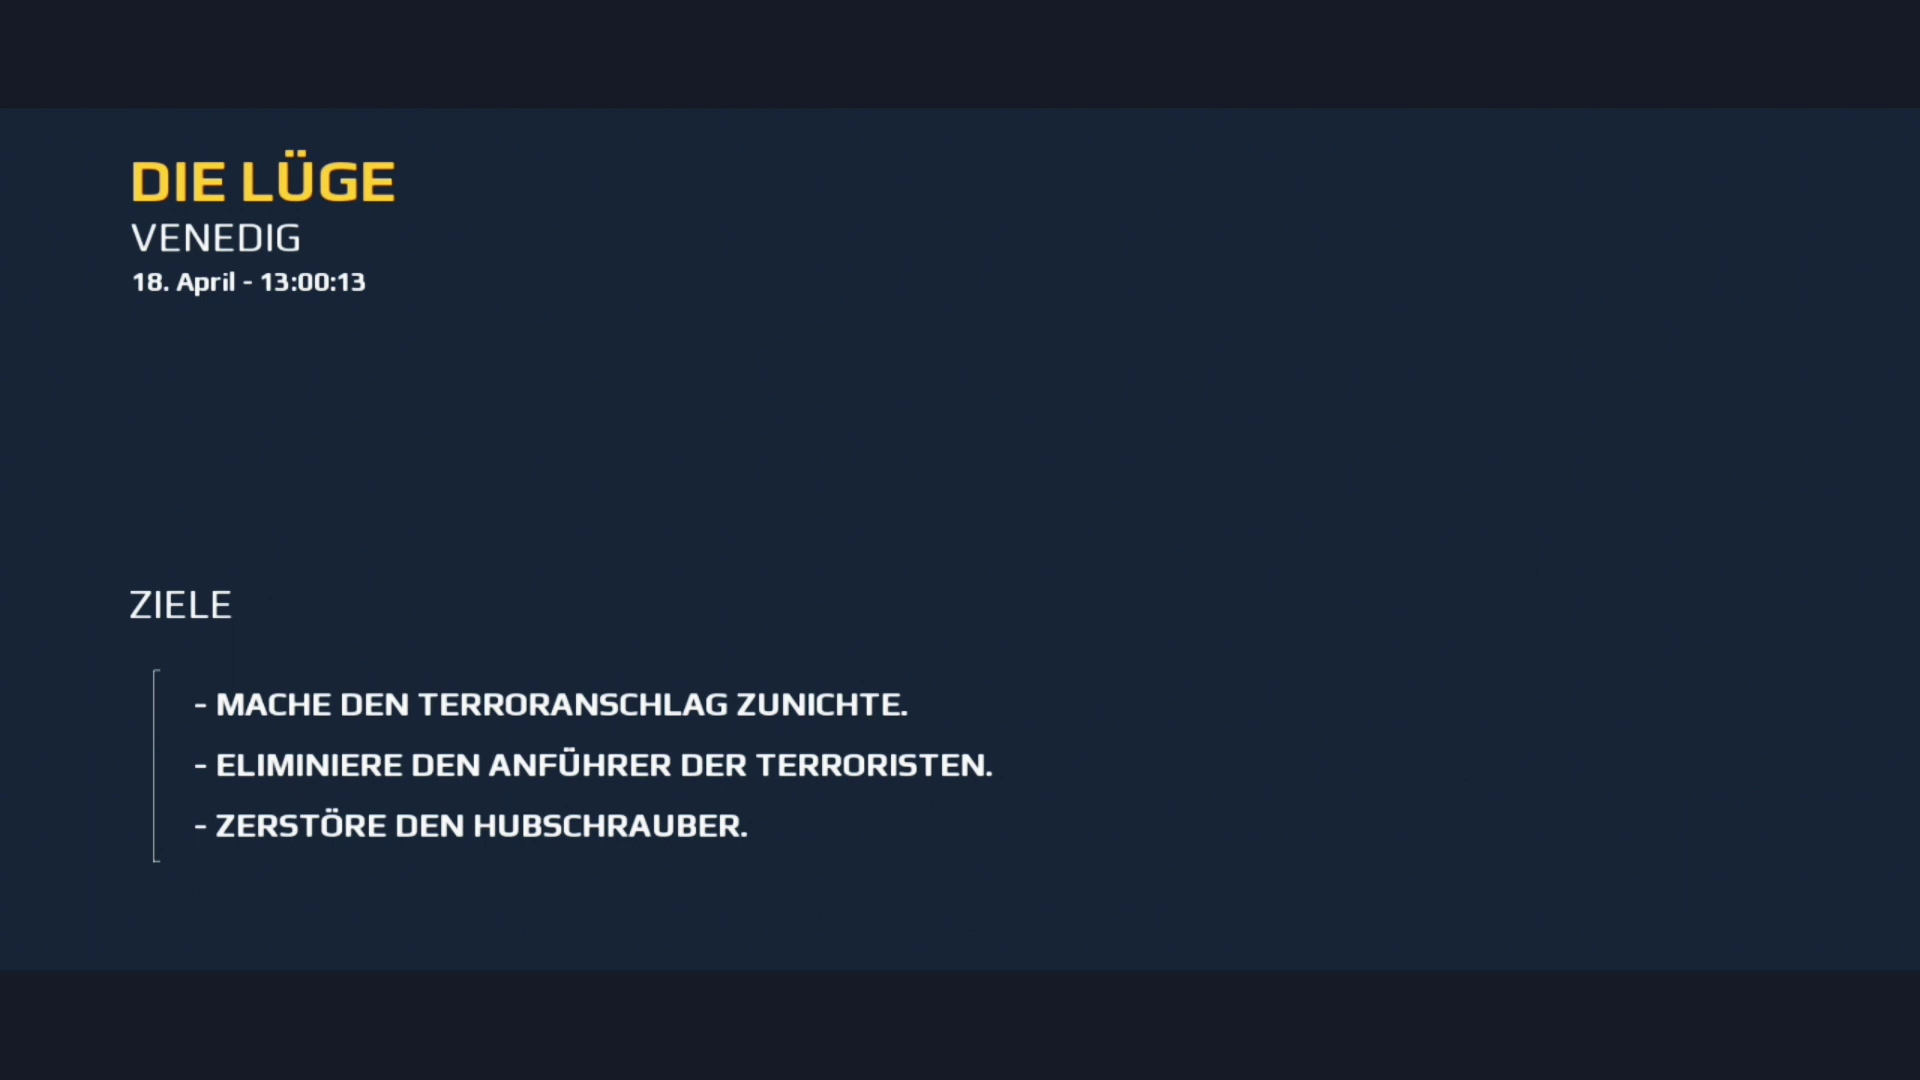 DIE LÜGE
VENEDIG
18. April - 13:00:13
ZIELE
- MACHE DEN TERRORANSCHLAG ZUNICHTE.
- ELIMINIERE DEN ANFÜHRER DER TERRORISTEN.
- ZERSTÖRE DEN HUBSCHRAUBER.